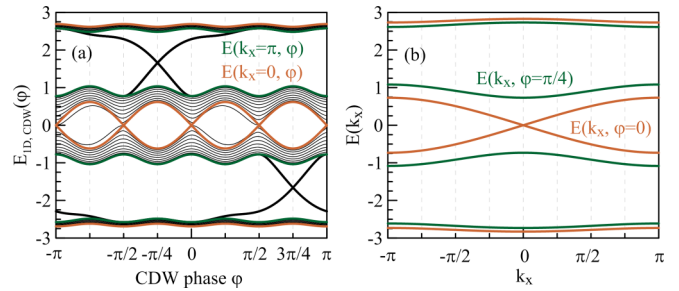 3
2
1
0
-1
-2
-3
E1D, CDW(φ)
(a)
E(kX=π, φ)
E(kX=0, φ)
-π
-π/2
-π/4
0
π/2
3π/4
π
CDW phase φ
3
2
1
0
-1
-2
-3
E(kX)
(b)
E(kX, φ=π/4)
E(kX, φ=0)
-π
-π/2
0
π/2
π
kX